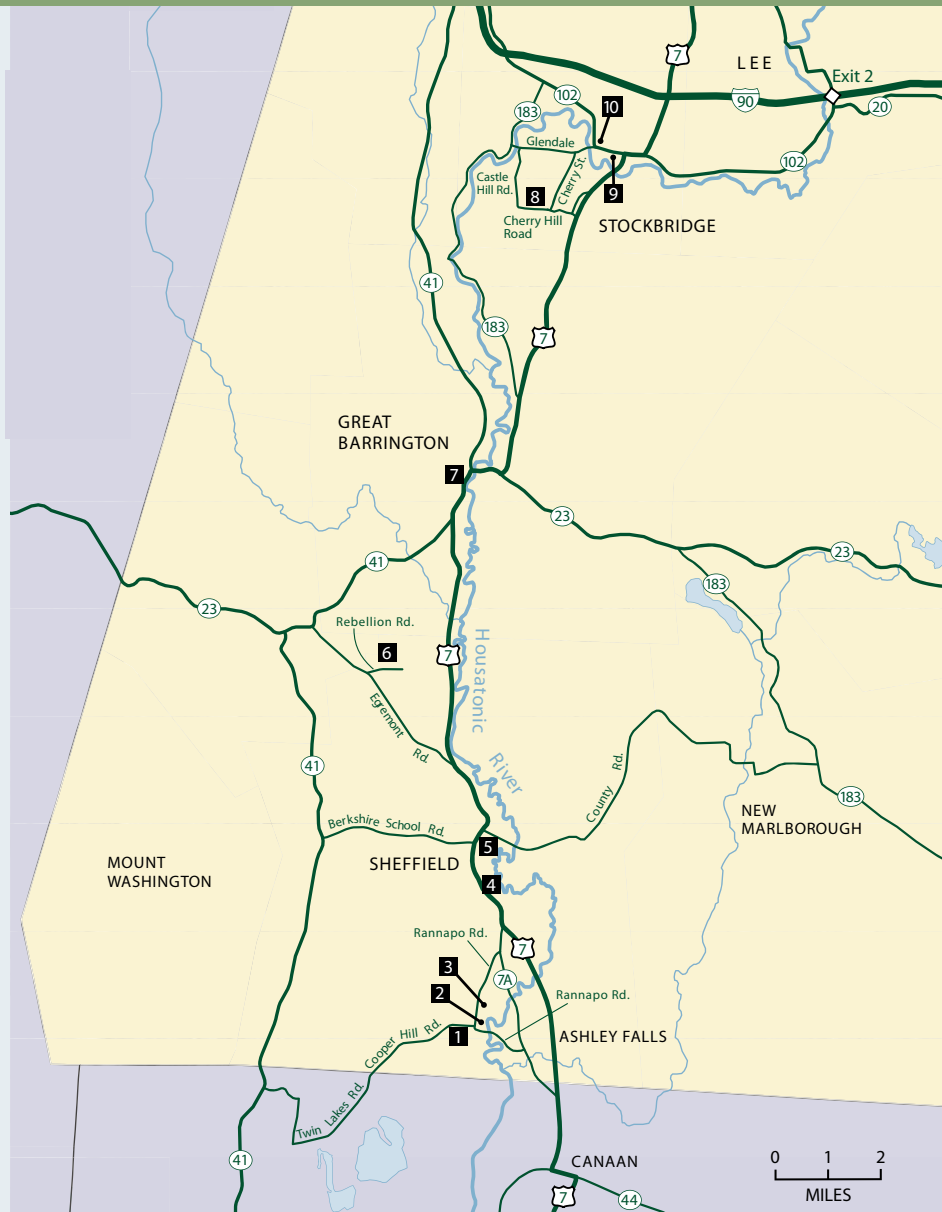 7
LEE
Exit 2
102
10
90
20
183
Glendale
102
Castle
Hill Rd.
Cherry St.
8
9
Cherry Hill
Road
STOCKBRIDGE
41
183
7
GREAT
BARRINGTON
7
23
23
41
183
23
Rebellion Rd.
6
7
Housatonic
Egremont
Rd.
River
41
County Rd.
183
NEW
MARLBOROUGH
Berkshire School Rd.
5
SHEFFIELD
MOUNT
WASHINGTON
4
Rannapo Rd.
7
3
7A
2
Rannapo Rd.
1
Cooper Hill Rd.
ASHLEY FALLS
Twin Lakes Rd.
41
CANAAN
7
44
0 1 2
MILES